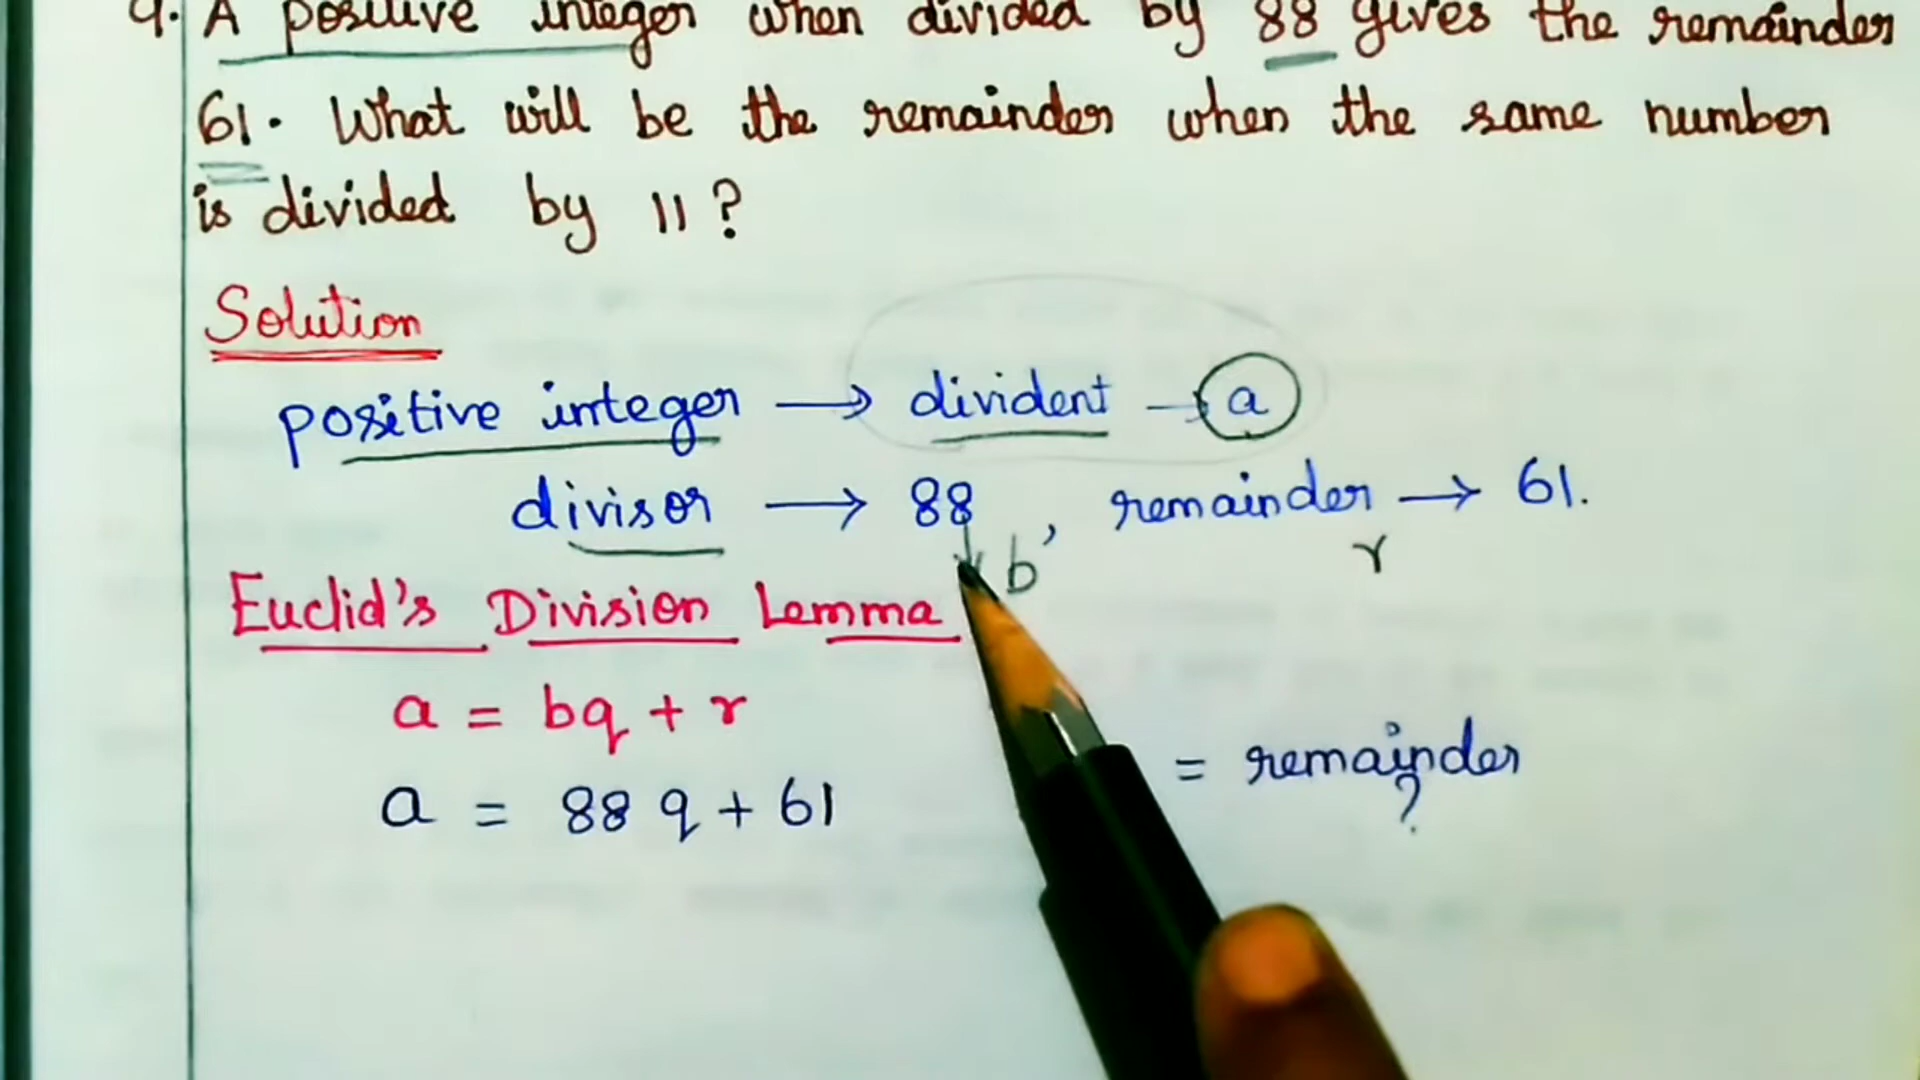 9. A positive integer when divided by 88 gives the remainder
61. What will be the remainder when the same number
is divided by 11?
Solution
positive integer → divident → a
divisor → 88, remainder → 61.
b r
Euclid's Division Lemma
a = bq + r
= remainder
?
a = 88 q + 61